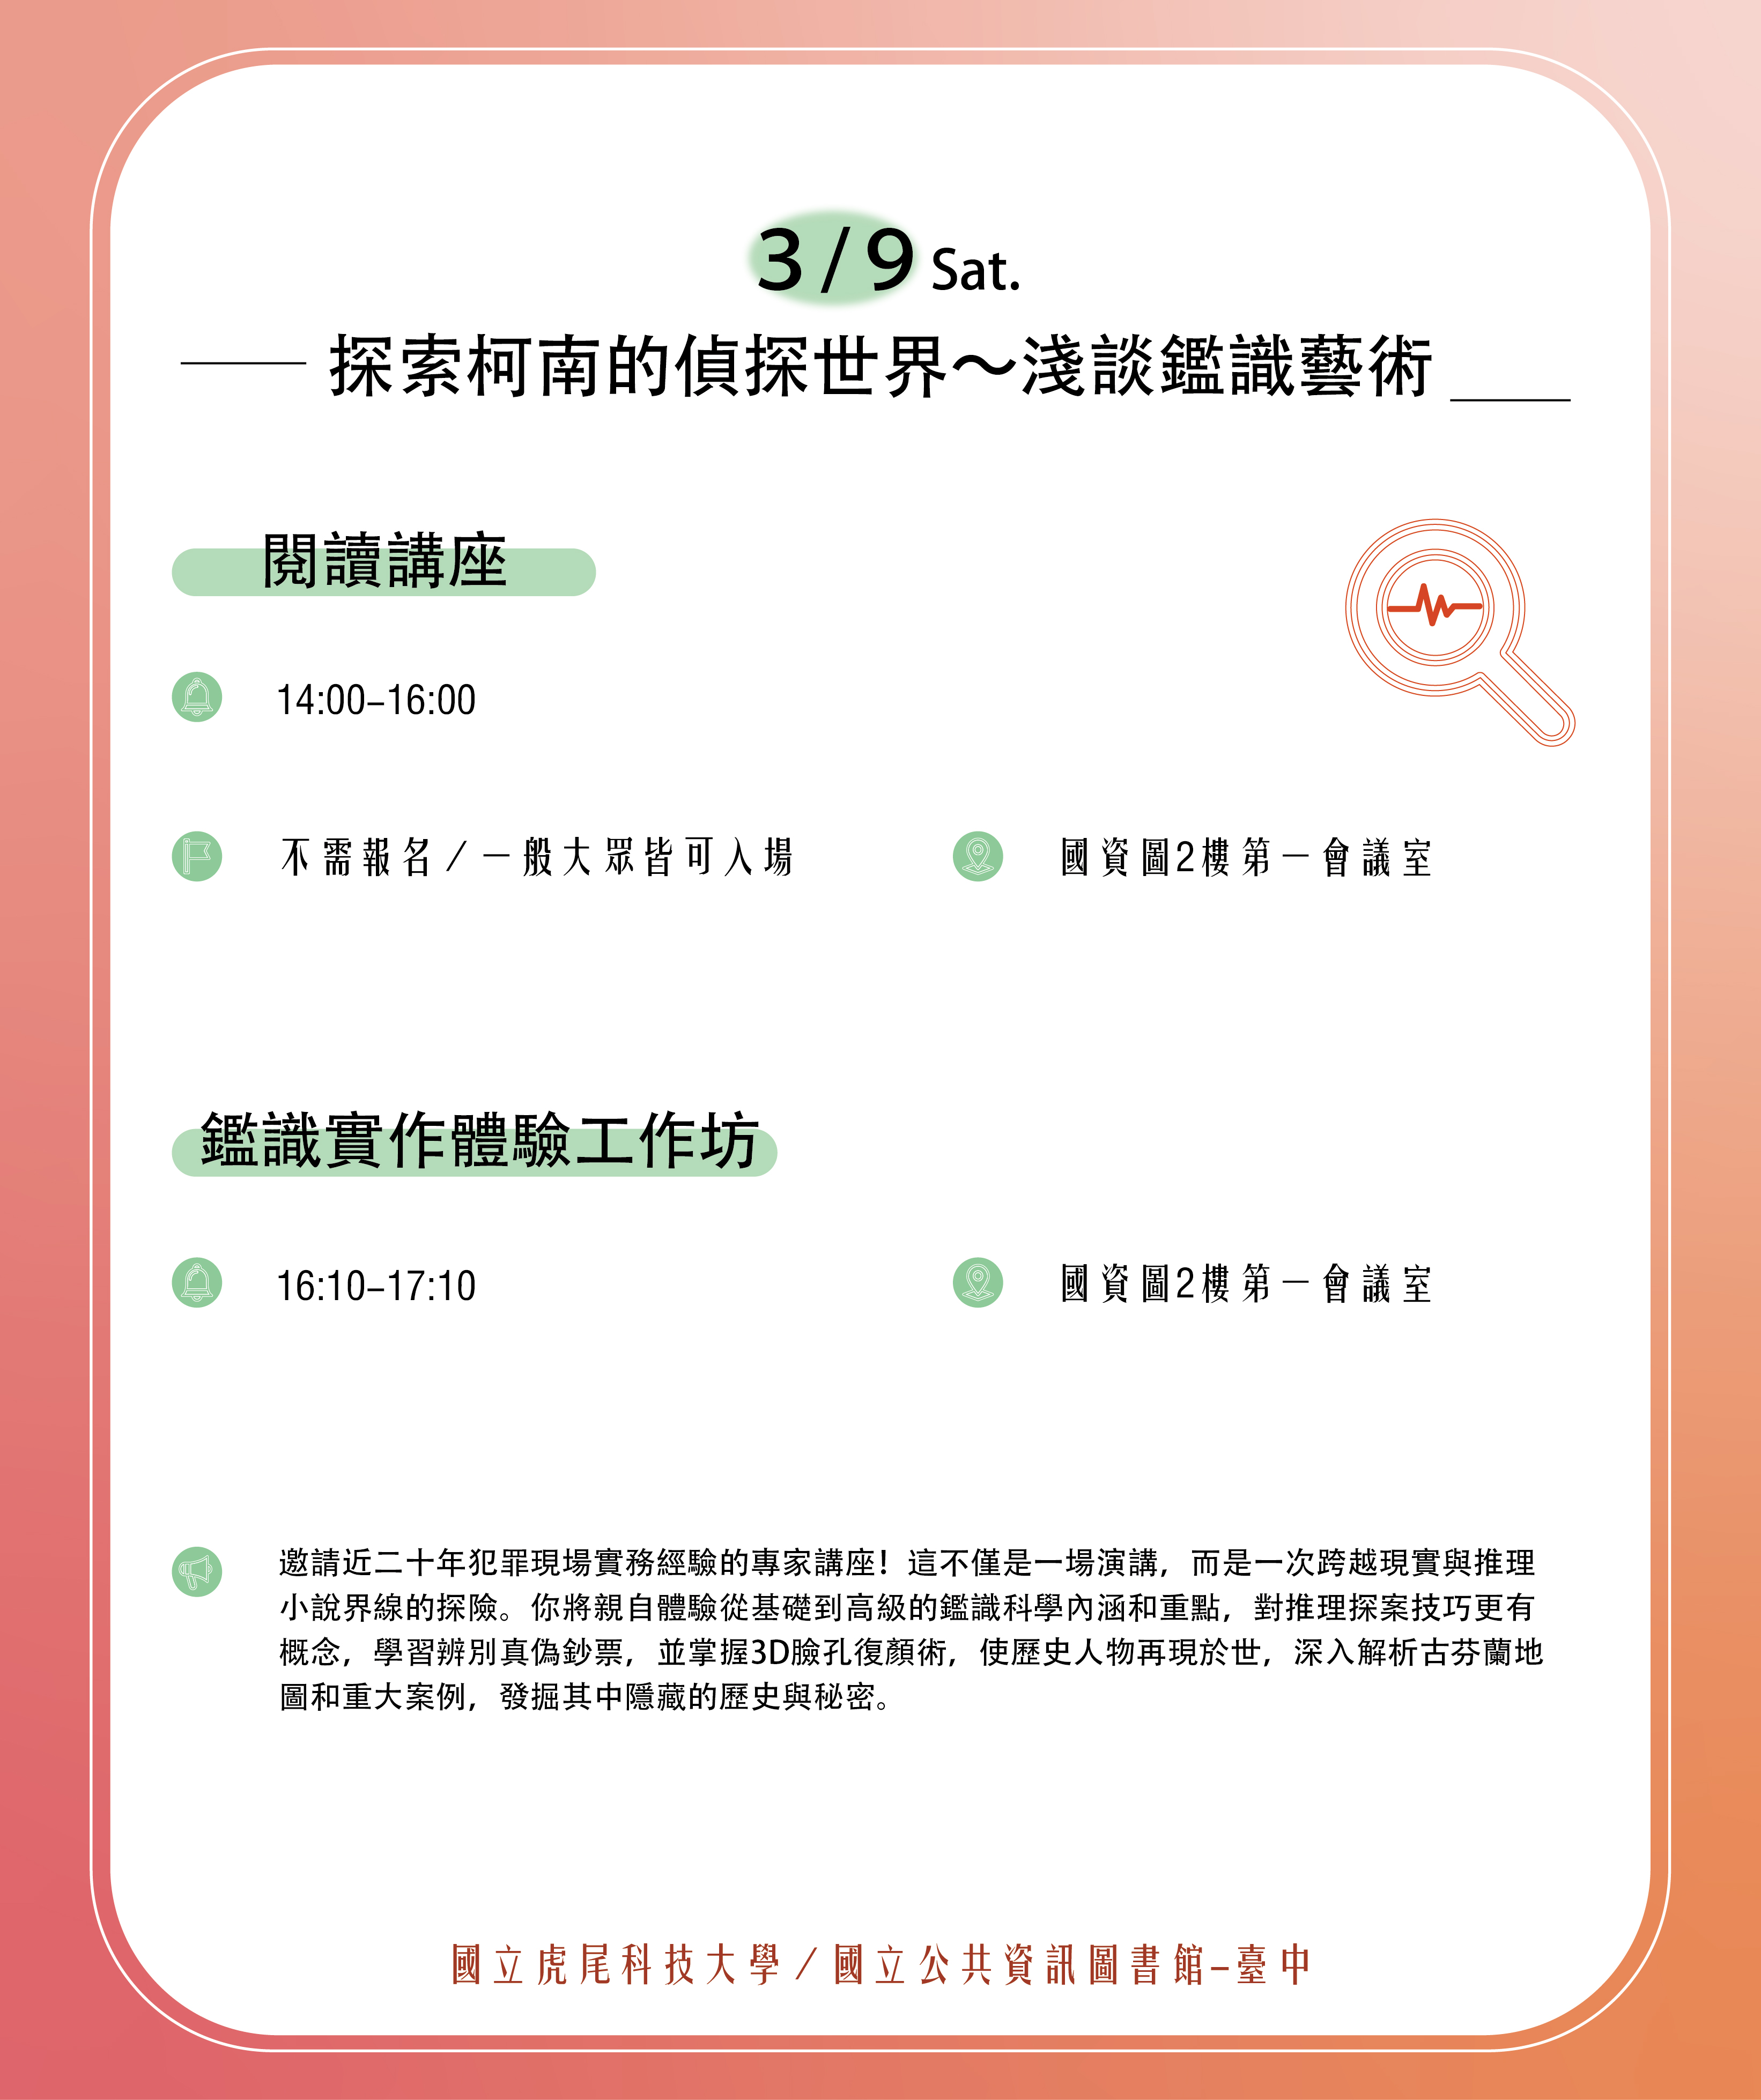 3/9 Sat.
探索柯南的偵探世界～淺談鑑識藝術
閱讀講座
14:00–16:00
不需報名/一般大眾皆可入場
國資圖2樓第一會議室
鑑識實作體驗工作坊
16:10–17:10
國資圖2樓第一會議室
邀請近二十年犯罪現場實務經驗的專家講座！這不僅是一場演講，而是一次跨越現實與推理
小說界線的探險。你將親自體驗從基礎到高級的鑑識科學內涵和重點，對推理探案技巧更有
概念，學習辨別真偽鈔票，並掌握3D臉孔復顏術，使歷史人物再現於世，深入解析古芬蘭地
圖和重大案例，發掘其中隱藏的歷史與秘密。
國立虎尾科技大學/國立公共資訊圖書館–臺中